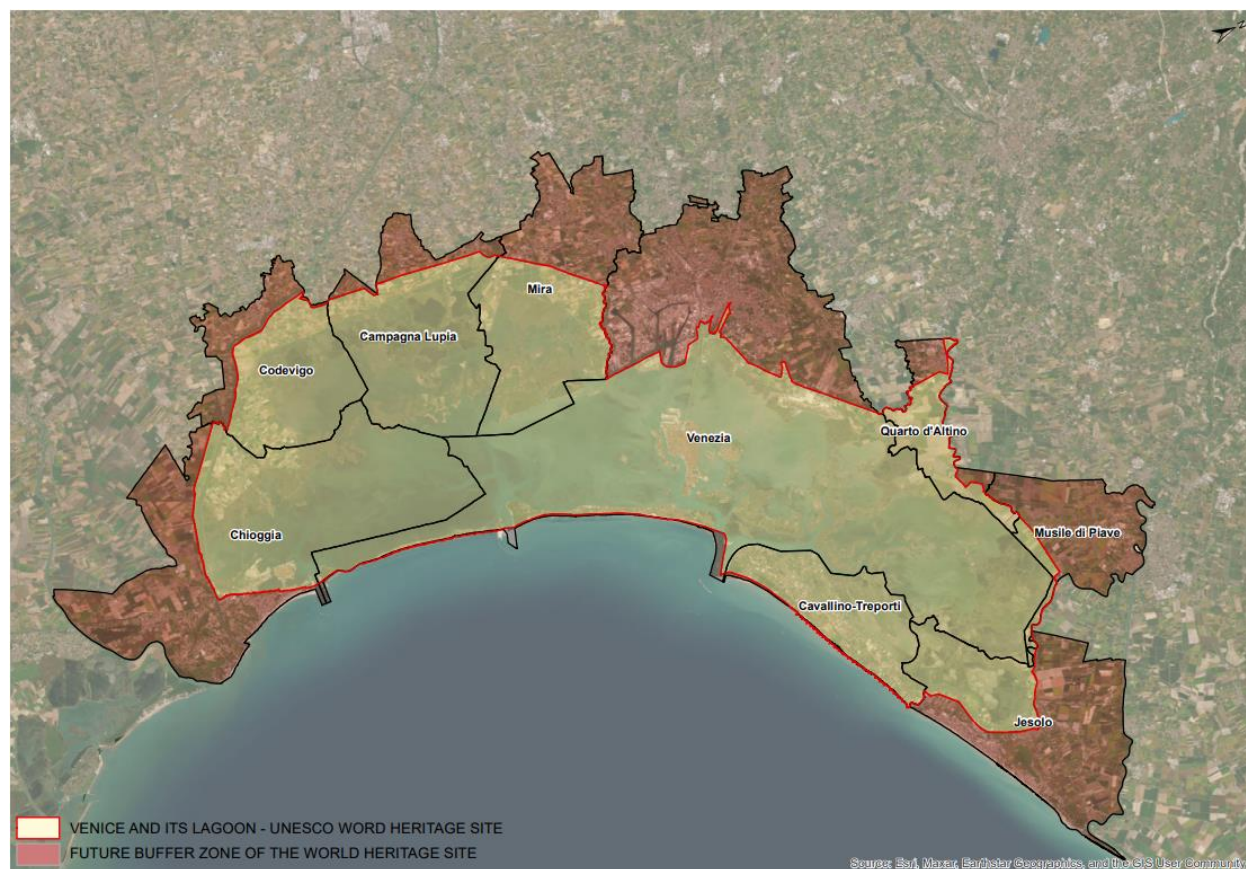 N
Mira
Campagna Lupia
Codevigo
Venezia
Quarto d'Altino
Chioggia
Musile di Piave
Cavallino-Treporti
Jesolo
VENICE AND ITS LAGOON - UNESCO WORD HERITAGE SITE
FUTURE BUFFER ZONE OF THE WORLD HERITAGE SITE
Source: Esri, Maxar, Earthstar Geographics, and the GIS User Community